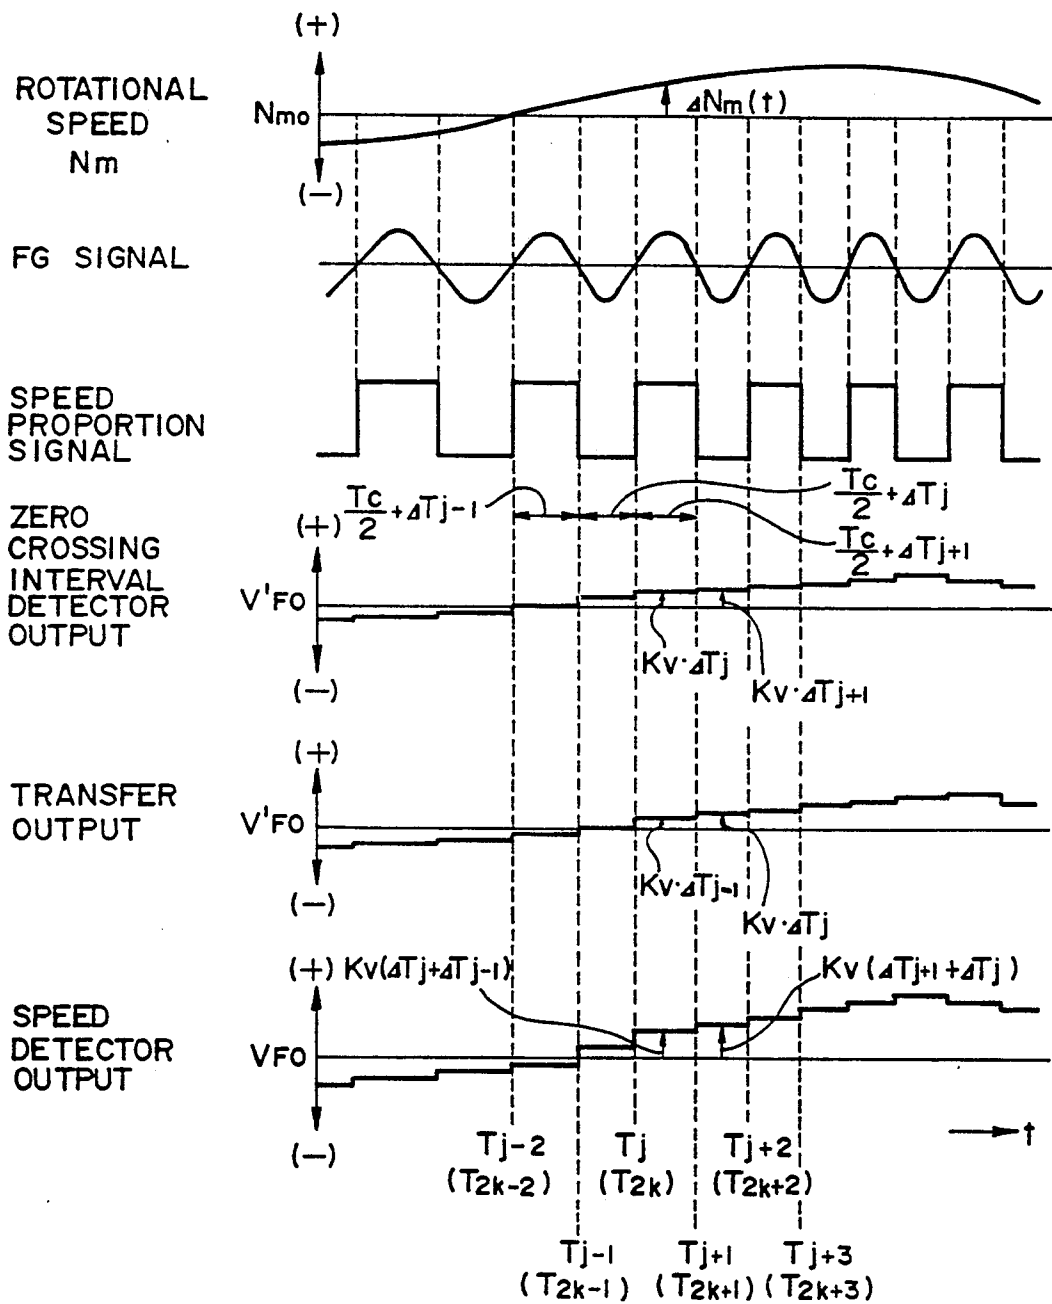 (+)
ROTATIONAL
SPEED
Nm
Nmo
ΔNm(t)
(−)
FG SIGNAL
SPEED
PROPORTION
SIGNAL
ZERO
CROSSING
INTERVAL
DETECTOR
OUTPUT
(+)
Tc/2+ΔTj-1
Tc/2+ΔTj
Tc/2+ΔTj+1
V'FO
Kv·ΔTj
Kv·ΔTj+1
(−)
(+)
TRANSFER
OUTPUT
V'FO
Kv·ΔTj-1
Kv·ΔTj
(−)
(+)
Kv(ΔTj+ΔTj-1)
Kv(ΔTj+1+ΔTj)
SPEED
DETECTOR
OUTPUT
VFO
(−)
t
Tj-2
(T2k-2)
Tj
(T2k)
Tj+2
(T2k+2)
Tj-1
(T2k-1)
Tj+1
(T2k+1)
Tj+3
(T2k+3)